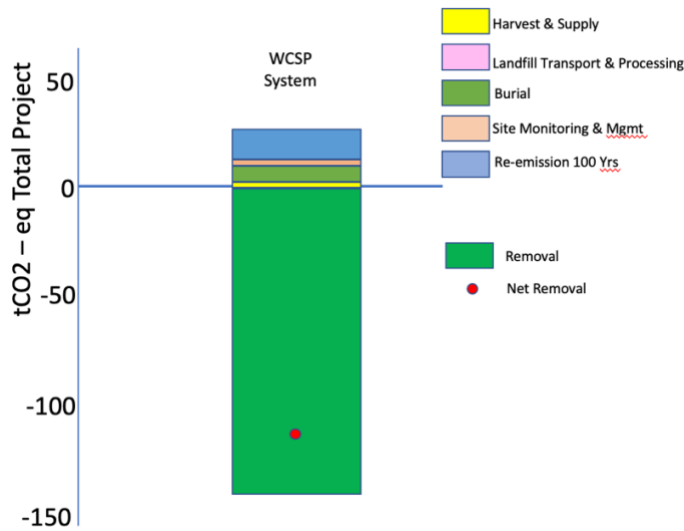 WCSP
System
tCO2 – eq Total Project
50
0
-50
-100
-150
Harvest & Supply
Landfill Transport & Processing
Burial
Site Monitoring & Mgmt
Re-emission 100 Yrs
Removal
Net Removal